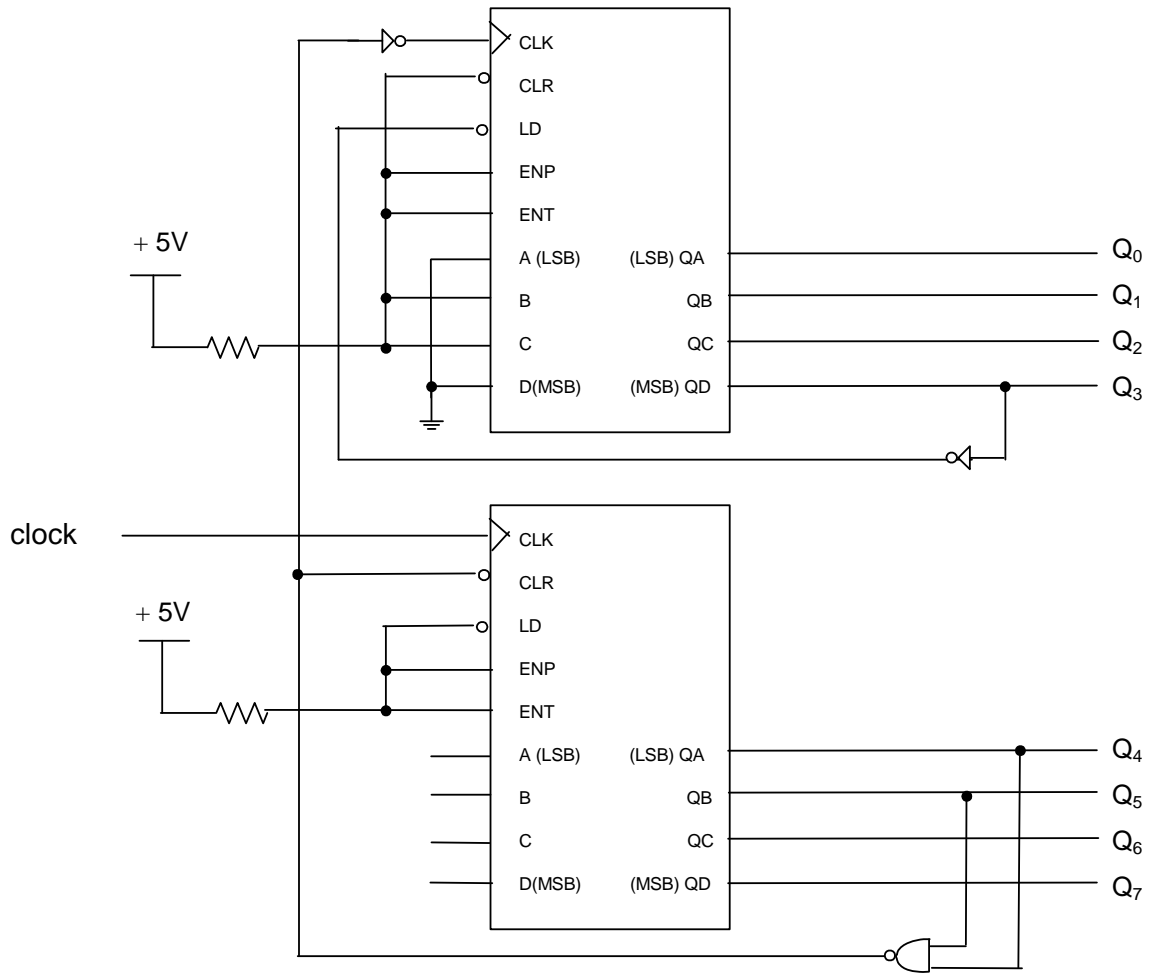 CLK
CLR
LD
ENP
ENT
+ 5V
A (LSB) (LSB) QA Q₀
B QB Q₁
C QC Q₂
D(MSB) (MSB) QD Q₃
clock
CLK
CLR
+ 5V
LD
ENP
ENT
A (LSB) (LSB) QA Q₄
B QB Q₅
C QC Q₆
D(MSB) (MSB) QD Q₇